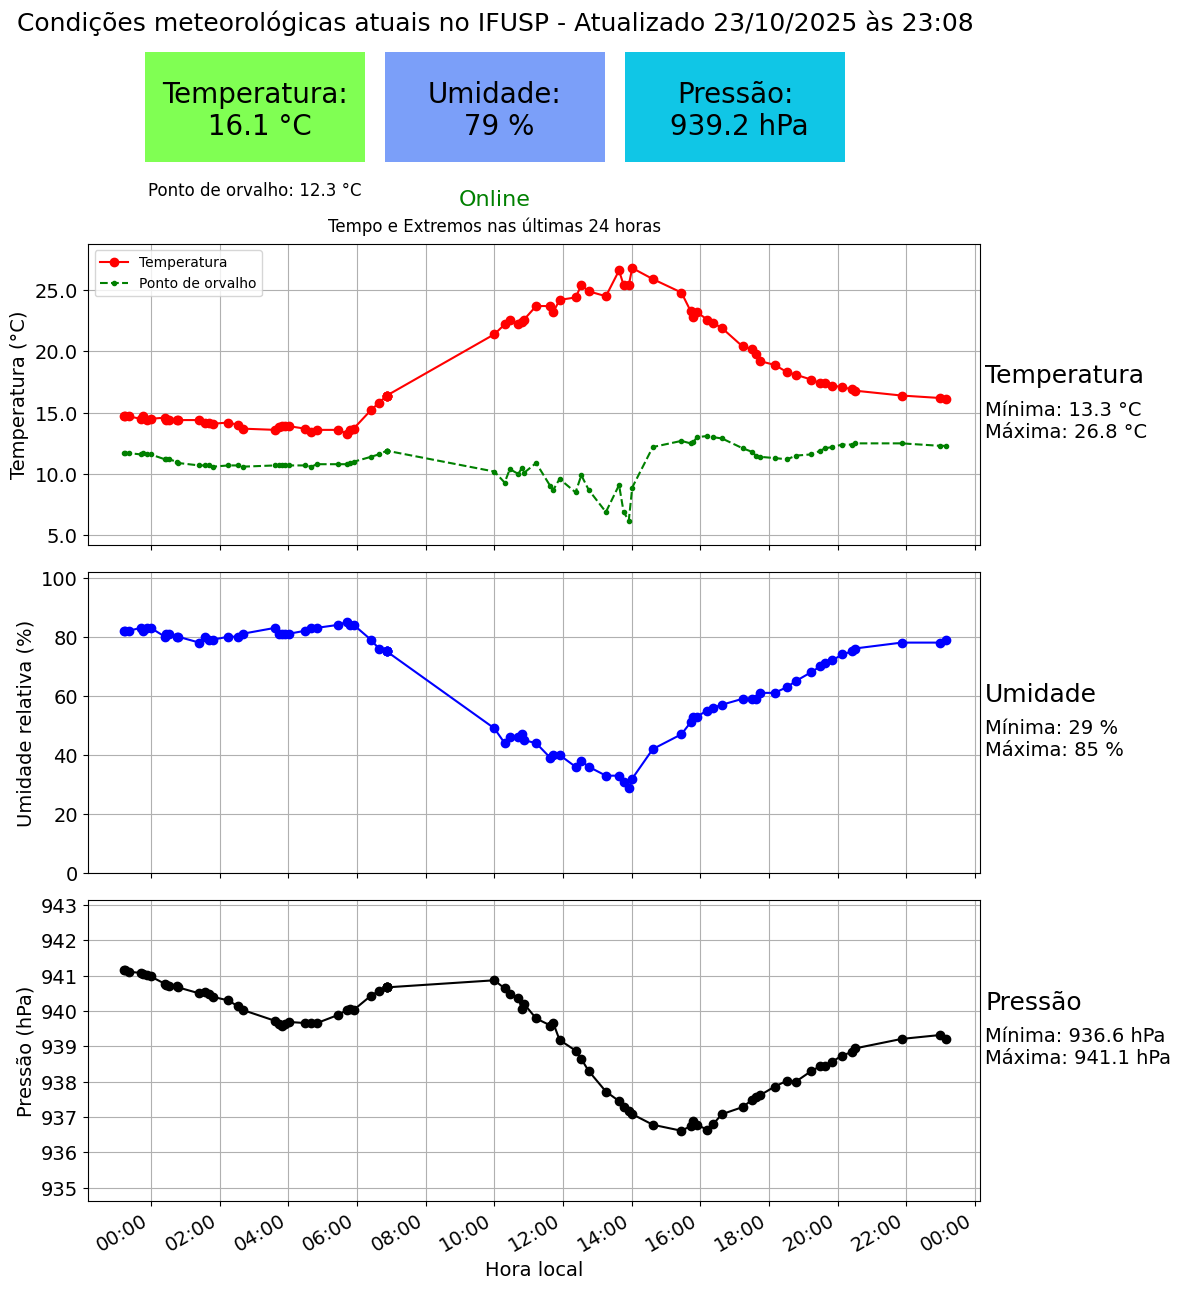 Condições meteorológicas atuais no IFUSP - Atualizado 23/10/2025 às 23:08
Temperatura:
16.1 °C
Umidade:
79 %
Pressão:
939.2 hPa
Ponto de orvalho: 12.3 °C
Online
Tempo e Extremos nas últimas 24 horas
Temperatura
Ponto de orvalho
Temperatura (°C)
25.0
20.0
15.0
10.0
5.0
Temperatura
Mínima: 13.3 °C
Máxima: 26.8 °C
Umidade relativa (%)
100
80
60
40
20
0
Umidade
Mínima: 29 %
Máxima: 85 %
Pressão (hPa)
943
942
941
940
939
938
937
936
935
Pressão
Mínima: 936.6 hPa
Máxima: 941.1 hPa
00:00 02:00 04:00 06:00 08:00 10:00 12:00 14:00 16:00 18:00 20:00 22:00 00:00
Hora local